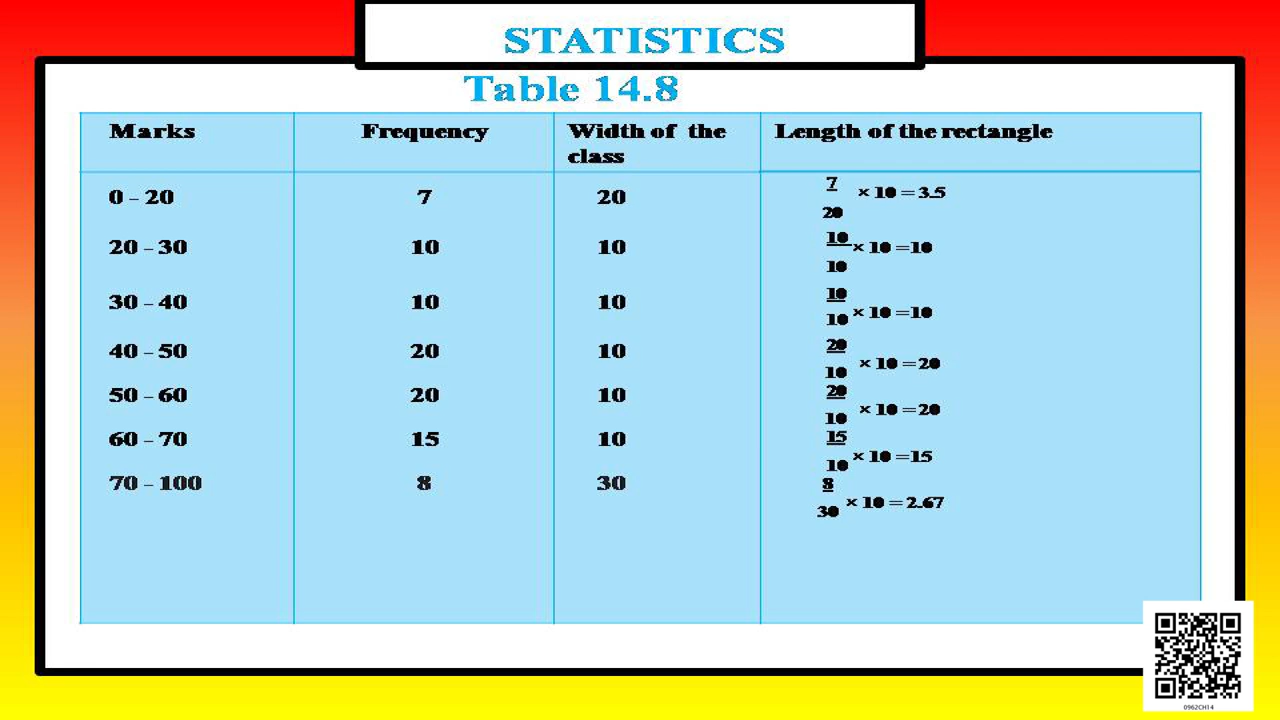 STATISTICS
Table 14.8
Marks Frequency Width of the class Length of the rectangle
0 – 20 7 20 7/20 × 10 = 3.5
20 – 30 10 10 10/10 × 10 =10
30 – 40 10 10 10/10 × 10 =10
40 – 50 20 10 20/10 × 10 = 20
50 – 60 20 10 20/10 × 10 = 20
60 – 70 15 10 15/10 × 10 =15
70 – 100 8 30 8/30 × 10 = 2.67
0962CH14